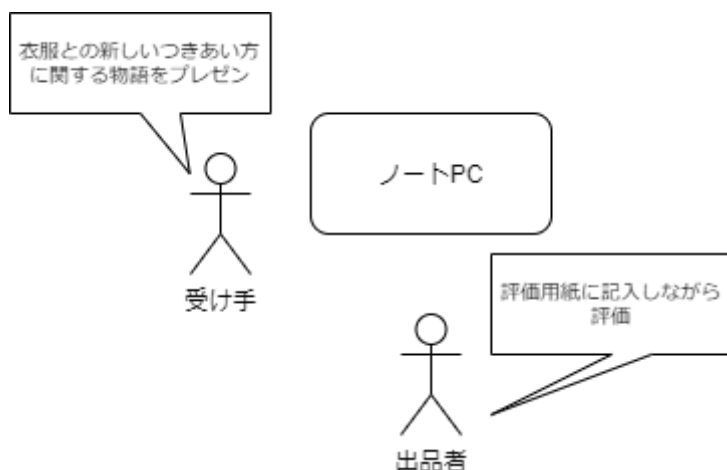 衣服との新しいつきあい方
に関する物語をプレゼン
ノートPC
受け手
評価用紙に記入しながら
評価
出品者